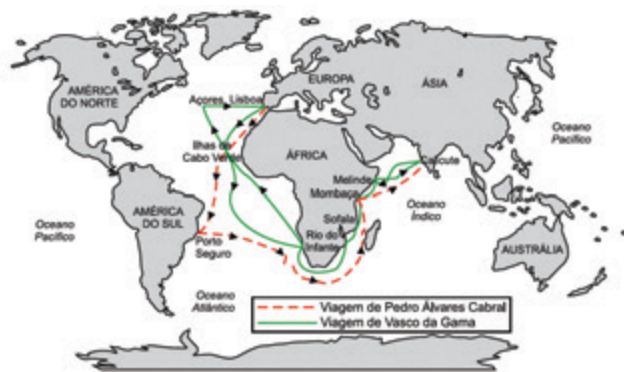 AMÉRICA
DO NORTE
EUROPA
ÁSIA
Açores
Lisboa
Oceano
Pacífico
Ilhas de
Cabo Verde
ÁFRICA
Calicute
Melinde
Mombaça
Oceano
Índico
AMÉRICA
DO SUL
Sofala
Rio do
Infante
Oceano
Pacífico
Porto
Seguro
AUSTRÁLIA
Oceano
Atlântico
Viagem de Pedro Álvares Cabral
Viagem de Vasco da Gama